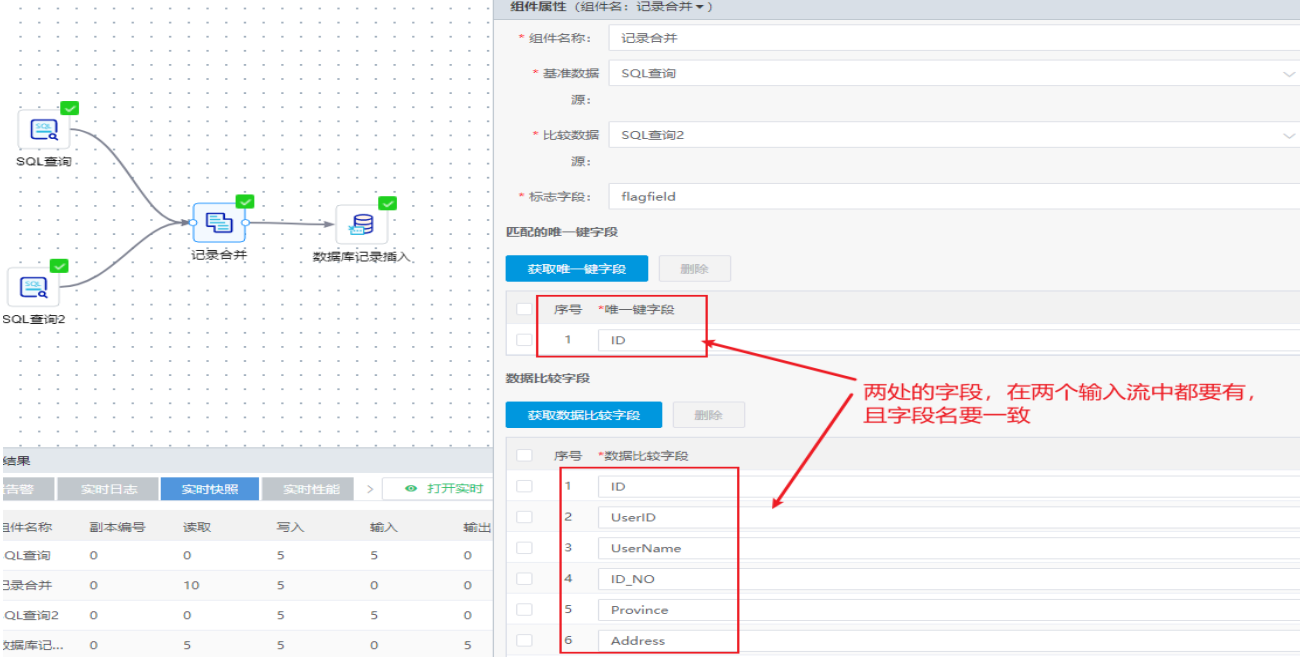 组件属性（组件名：记录合并）
* 组件名称： 记录合并
* 基准数据源： SQL查询
* 比较数据源： SQL查询2
* 标志字段： flagfield
匹配的唯一键字段
获取唯一键字段 删除
序号 *唯一键字段
1 ID
数据比较字段
获取数据比较字段 删除
序号 *数据比较字段
1 ID
2 UserID
3 UserName
4 ID_NO
5 Province
6 Address
两处的字段，在两个输入流中都要有，
且字段名要一致
SQL
SQL查询
SQL
SQL查询2
记录合并
数据库记录插入
结果
告警 实时日志 实时快照 实时性能 > 打开实时
组件名称 副本编号 读取 写入 输入 输出
QL查询 0 0 5 5 0
记录合并 0 10 5 0 0
QL查询2 0 0 5 5 0
数据库记... 0 5 5 0 5